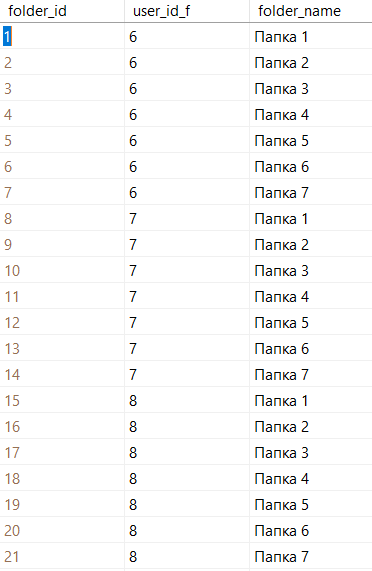 folder_id user_id_f folder_name
1 6 Папка 1
2 6 Папка 2
3 6 Папка 3
4 6 Папка 4
5 6 Папка 5
6 6 Папка 6
7 6 Папка 7
8 7 Папка 1
9 7 Папка 2
10 7 Папка 3
11 7 Папка 4
12 7 Папка 5
13 7 Папка 6
14 7 Папка 7
15 8 Папка 1
16 8 Папка 2
17 8 Папка 3
18 8 Папка 4
19 8 Папка 5
20 8 Папка 6
21 8 Папка 7